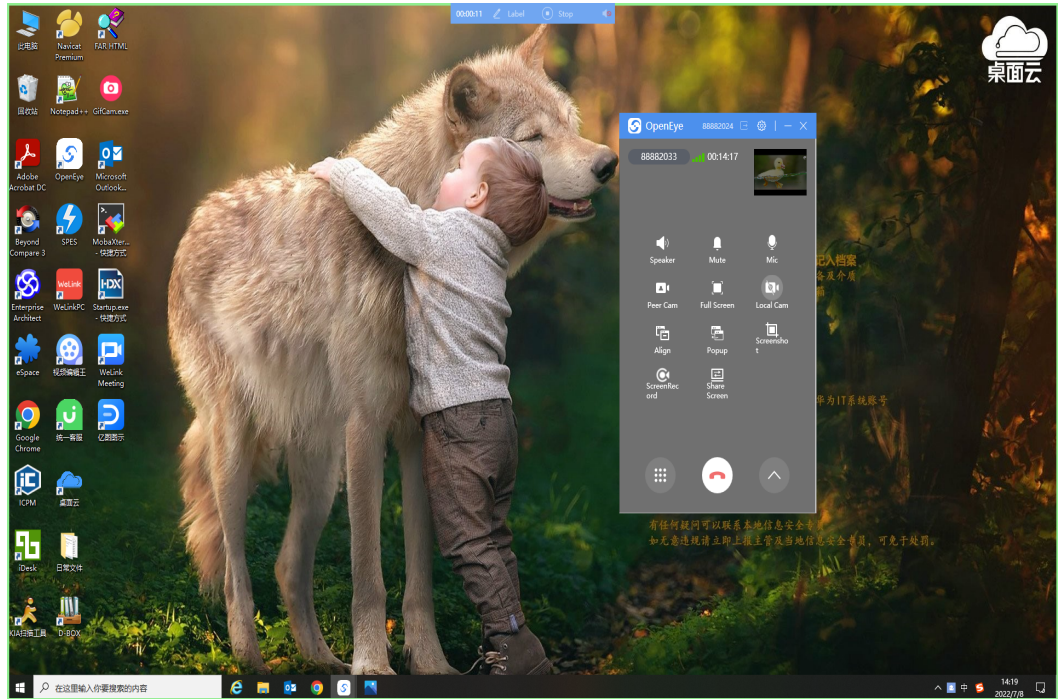 00:00:11 Label Stop
此电脑
Navicat
Premium
FAR HTML
桌面云
回收站
Notepad++
GifCam.exe
Adobe
Acrobat DC
OpenEye
Microsoft
Outlook...
Beyond
Compare 3
SPES
MobaXter...
- 快捷方式
Enterprise
Architect
WeLink
WeLinkPC
Startup.exe
- 快捷方式
eSpace
视频编辑王
WeLink
Meeting
Google
Chrome
统一客服
亿图图示
ICPM
桌面云
iDesk
日常文件
KIA扫描工具
D-BOX
OpenEye 88882024
88882033 00:14:17
Speaker Mute Mic
Peer Cam Full Screen Local Cam
Align Popup Screensho
t
ScreenRec
ord
Share
Screen
记入档案
备及介质
华为IT系统账号
有任何疑问可以联系本地信息安全专
如无意违规请立即上报主管及当地信息安全专员，可免于处罚。
在这里输入你要搜索的内容
中
14:19
2022/7/8